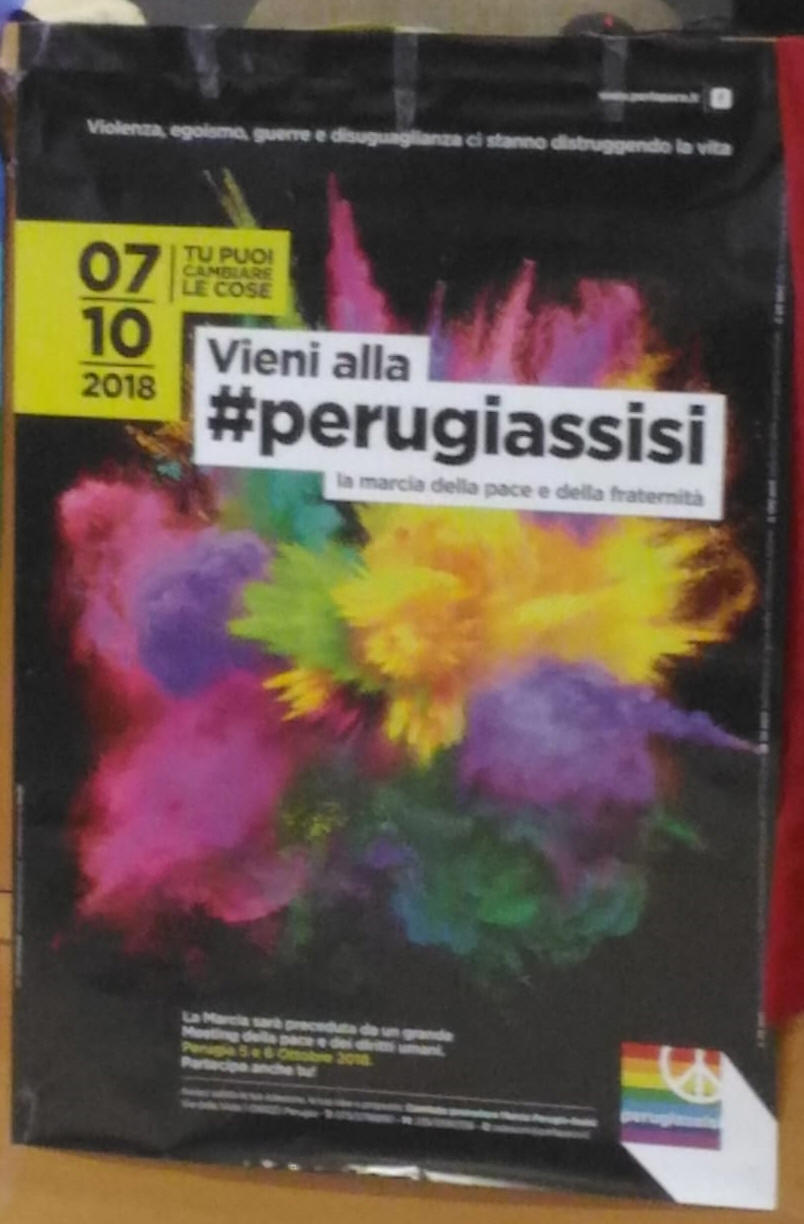 www.perlapace.it f
Violenza, egoismo, guerre e disuguaglianza ci stanno distruggendo la vita
07
10
2018
TU PUOI
CAMBIARE
LE COSE
Vieni alla
#perugiassisi
la marcia della pace e della fraternità
La Marcia sarà preceduta da un grande
Meeting della pace e dei diritti umani.
Perugia 5 e 6 Ottobre 2018.
Partecipa anche tu!
perugiassisi